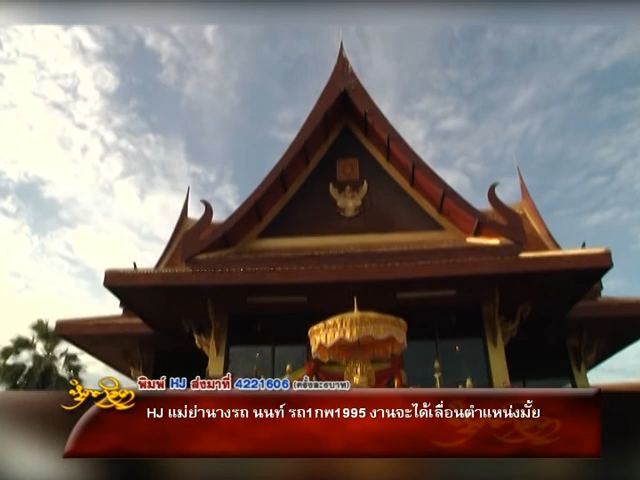 พิมพ์ HJ ส่งมาที่ 4221606 (ครั้งละ๖บาท)
HJ แม่ย่านางรถ นนท์ รถ1กพ1995 งานจะได้เลื่อนตำแหน่งมั้ย